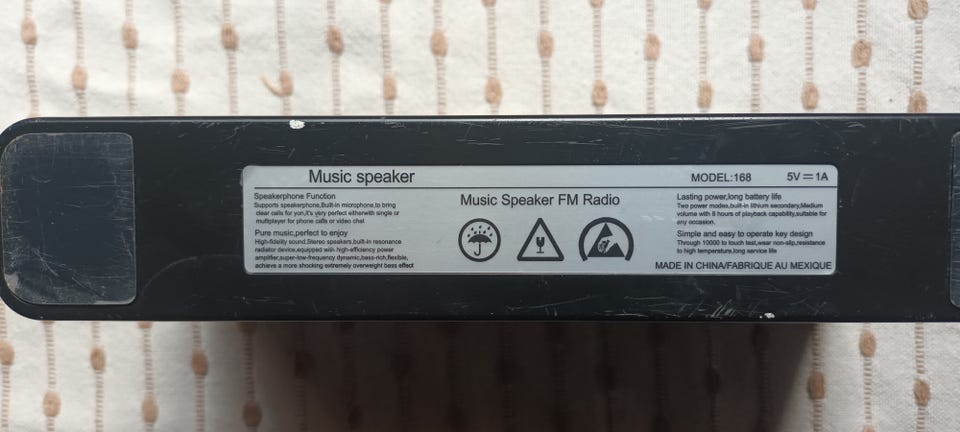 Music speaker
MODEL:168 5V⎓1A
Speakerphone Function
Supports speakerphone,Built-in microphone,to bring
clear calls for yon,it's very perfect eitherwith single or
multiplayer for phone calls or video chat
Pure music,perfect to enjoy
High-fidelity sound,Stereo speakers,built-in resonance
radiator device,equipped with high-efficiency power
amplifier,super-low-frequency dynamic,bass-rich,flexible,
achieve a more shocking extremely overweight bass effect
Music Speaker FM Radio
Lasting power,long battery life
Two power modes,built-in lithium secondary,Medium
volume with 8 hours of playback capability,suitable for
any occasion.
Simple and easy to operate key design
Through 10000 to touch test,wear non-slip,resistance
to high temperature,long service life
MADE IN CHINA/FABRIQUE AU MEXIQUE